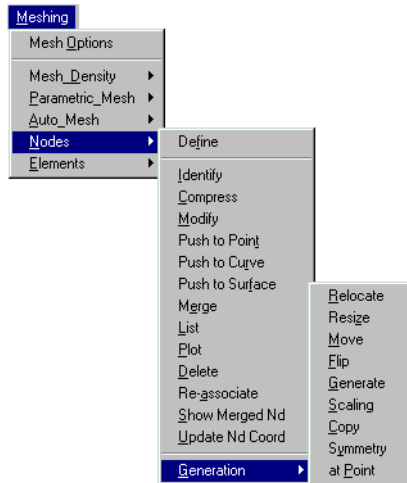 Meshing
Mesh Options
Mesh_Density
Parametric_Mesh
Auto_Mesh
Nodes
Elements
Define
Identify
Compress
Modify
Push to Point
Push to Curve
Push to Surface
Merge
List
Plot
Delete
Re-associate
Show Merged Nd
Update Nd Coord
Generation
Relocate
Resize
Move
Flip
Generate
Scaling
Copy
Symmetry
at Point